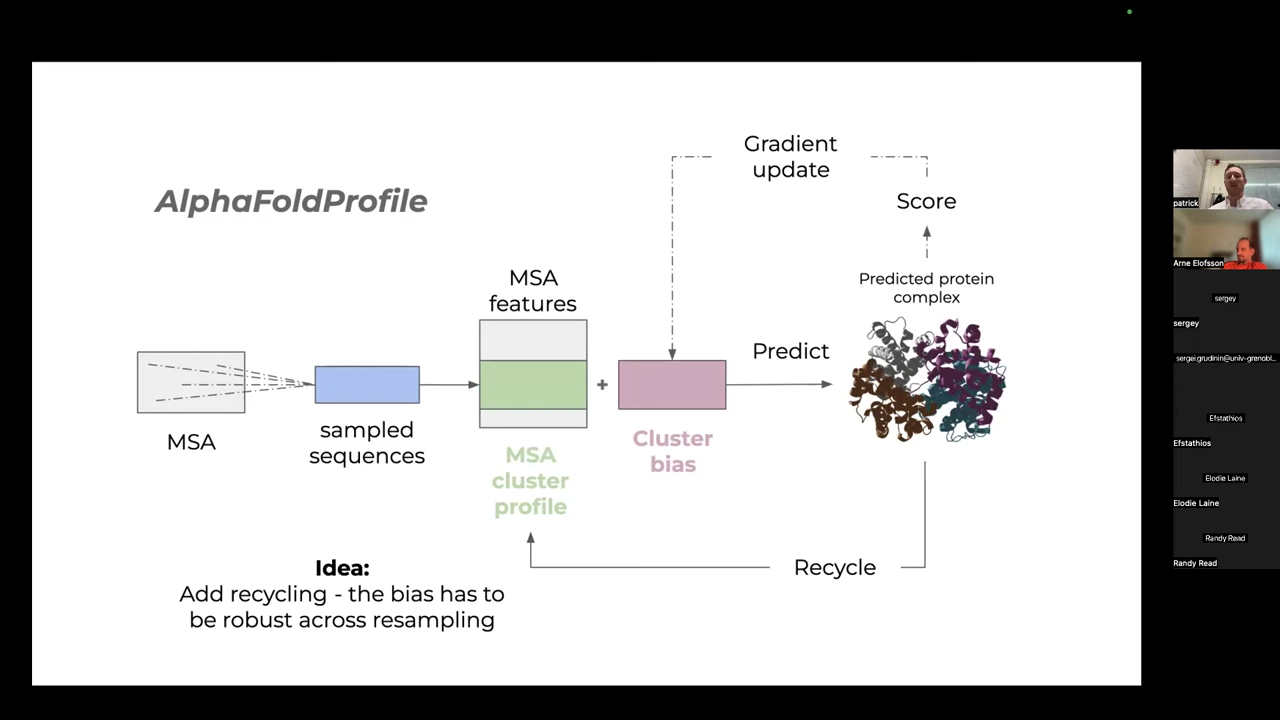 AlphaFoldProfile
Gradient
update
Score
Predicted protein
complex
MSA
features
Predict
+
MSA
sampled
sequences
MSA
cluster
profile
Cluster
bias
Recycle
Idea:
Add recycling - the bias has to
be robust across resampling
patrick
Arne Elofsson
sergey
sergey
sergei.grudinin@univ-grenobl...
Efstathios
Efstathios
Elodie Laine
Elodie Laine
Randy Read
Randy Read